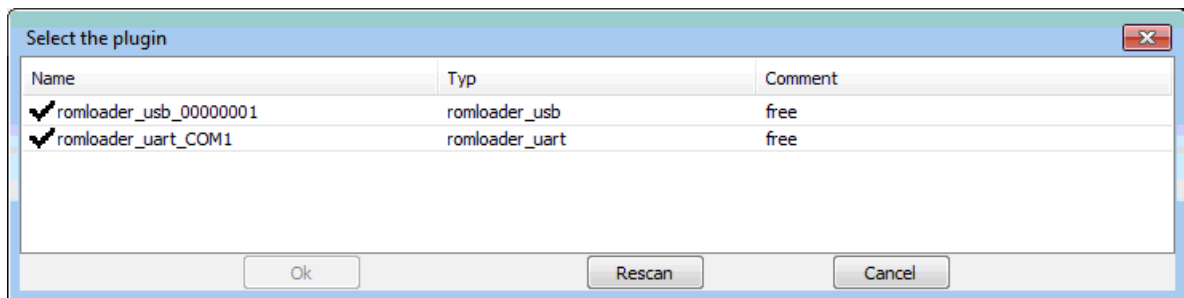 Select the plugin
Name Typ Comment
romloader_usb_00000001 romloader_usb free
romloader_uart_COM1 romloader_uart free
Ok Rescan Cancel